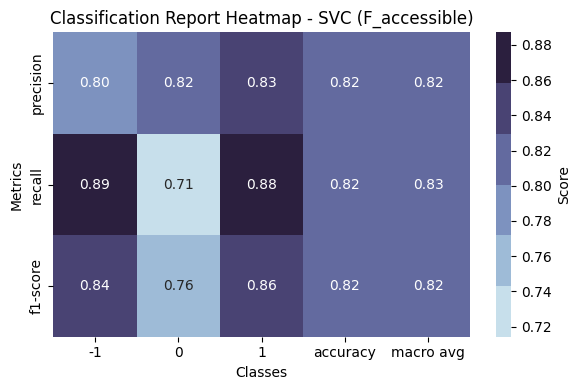 Classification Report Heatmap - SVC (F_accessible)
Metrics
precision
0.80 0.82 0.83 0.82 0.82
recall
0.89 0.71 0.88 0.82 0.83
f1-score
0.84 0.76 0.86 0.82 0.82
-1 0 1 accuracy macro avg
Classes
0.88
0.86
0.84
0.82
0.80
0.78
0.76
0.74
0.72
Score